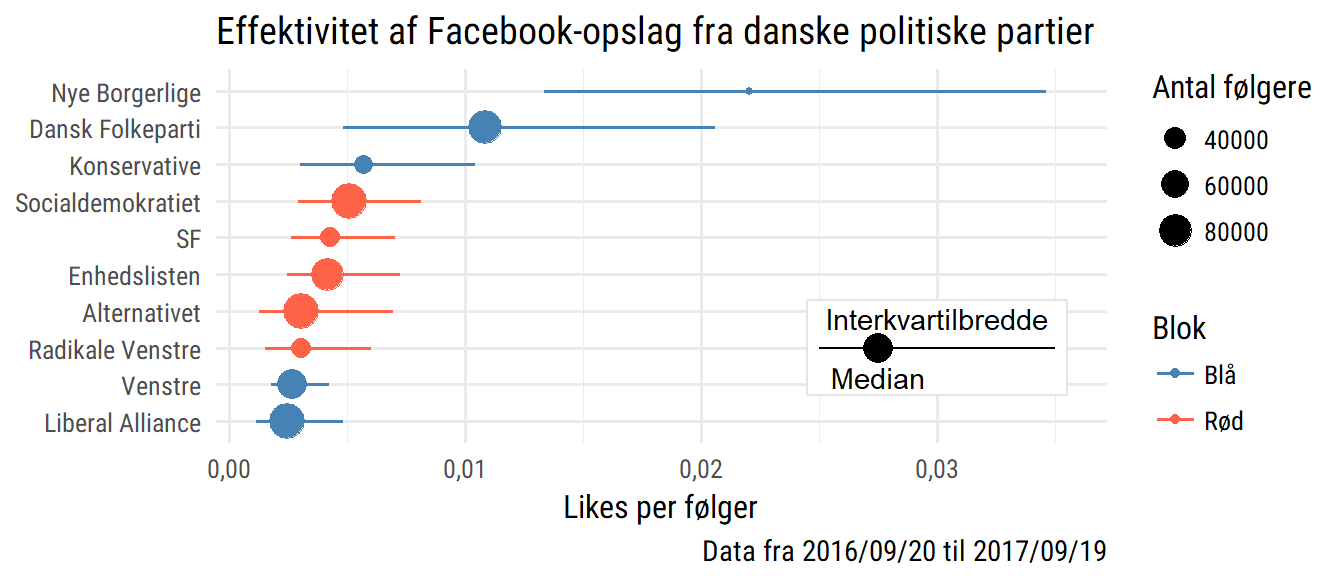 Effektivitet af Facebook-opslag fra danske politiske partier
Nye Borgerlige
Dansk Folkeparti
Konservative
Socialdemokratiet
SF
Enhedslisten
Alternativet
Radikale Venstre
Venstre
Liberal Alliance
Interkvartilbredde
Median
0,00 0,01 0,02 0,03
Likes per følger
Data fra 2016/09/20 til 2017/09/19
Antal følgere
40000
60000
80000
Blok
Blå
Rød